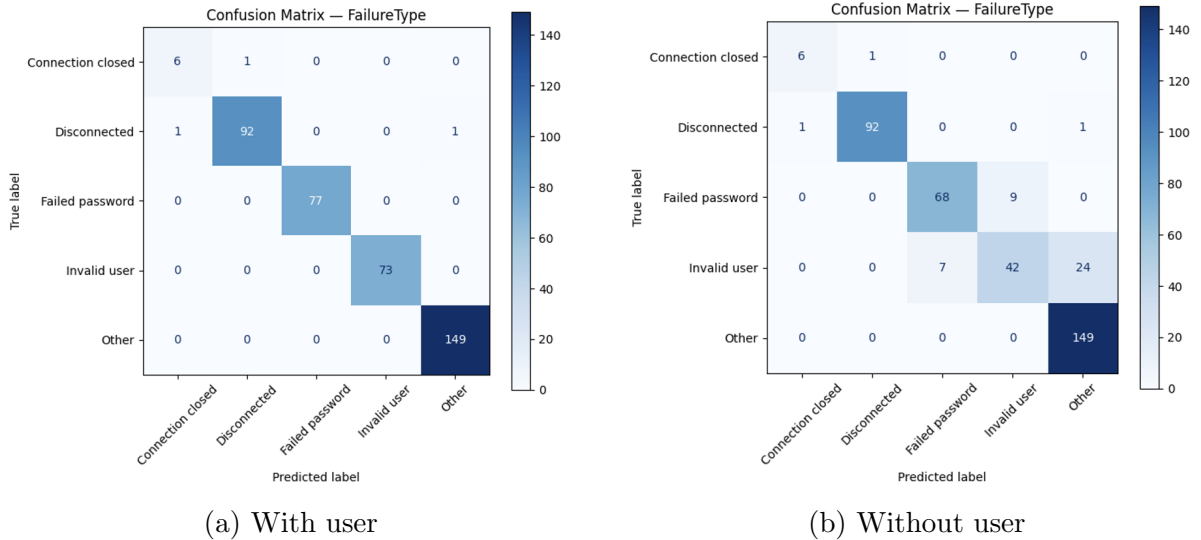 Confusion Matrix — FailureType
Connection closed 6 1 0 0 0
Disconnected 1 92 0 0 1
Failed password 0 0 77 0 0
Invalid user 0 0 0 73 0
Other 0 0 0 0 149
True label
Connection closed Disconnected Failed password Invalid user Other
Predicted label
140
120
100
80
60
40
20
0
(a) With user
Confusion Matrix — FailureType
Connection closed 6 1 0 0 0
Disconnected 1 92 0 0 1
Failed password 0 0 68 9 0
Invalid user 0 0 7 42 24
Other 0 0 0 0 149
True label
Connection closed Disconnected Failed password Invalid user Other
Predicted label
140
120
100
80
60
40
20
0
(b) Without user